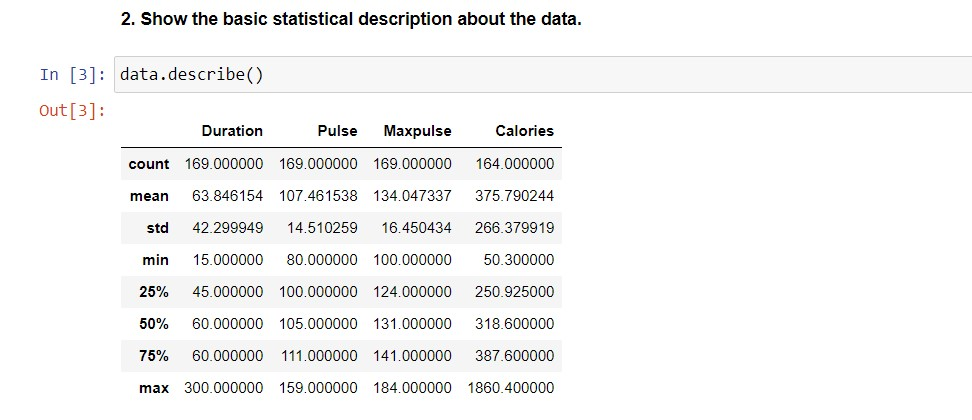 2. Show the basic statistical description about the data.
In [3]: data.describe()
Out[3]:
Duration Pulse Maxpulse Calories
count 169.000000 169.000000 169.000000 164.000000
mean 63.846154 107.461538 134.047337 375.790244
std 42.299949 14.510259 16.450434 266.379919
min 15.000000 80.000000 100.000000 50.300000
25% 45.000000 100.000000 124.000000 250.925000
50% 60.000000 105.000000 131.000000 318.600000
75% 60.000000 111.000000 141.000000 387.600000
max 300.000000 159.000000 184.000000 1860.400000